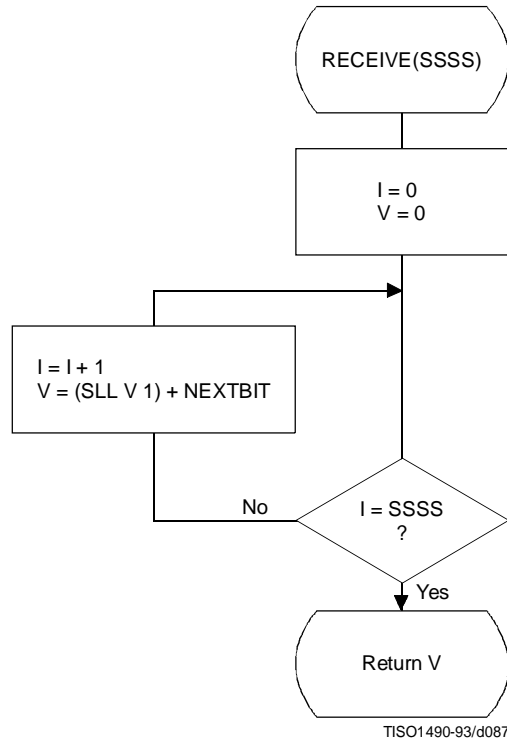 RECEIVE(SSSS)
I = 0
V = 0
I = I + 1
V = (SLL V 1) + NEXTBIT
No
I = SSSS
?
Yes
Return V
TISO1490-93/d087